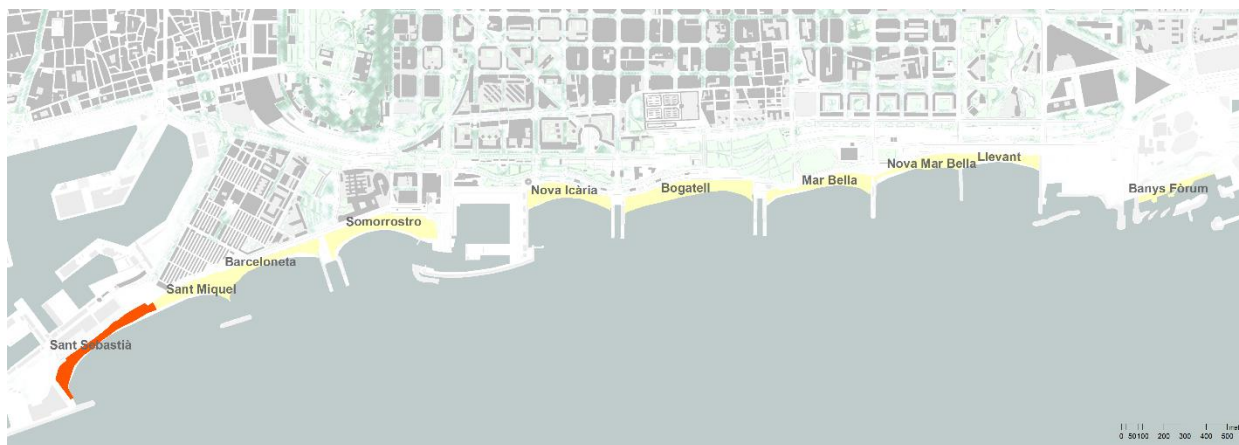 Nova Mar Bella
Llevant
Nova Icària
Bogatell
Mar Bella
Banys Fòrum
Somorrostro
Barceloneta
Sant Miquel
Sant Sebastià
0 50 100 200 300 400 500